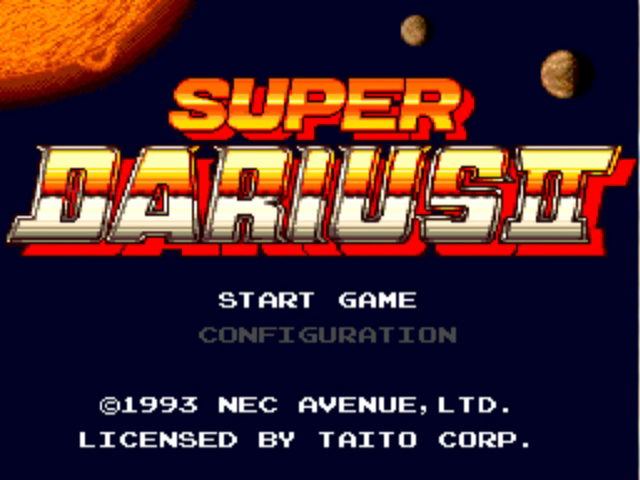 SUPER
DARIUS II
START GAME
CONFIGURATION
©1993 NEC AVENUE,LTD.
LICENSED BY TAITO CORP.